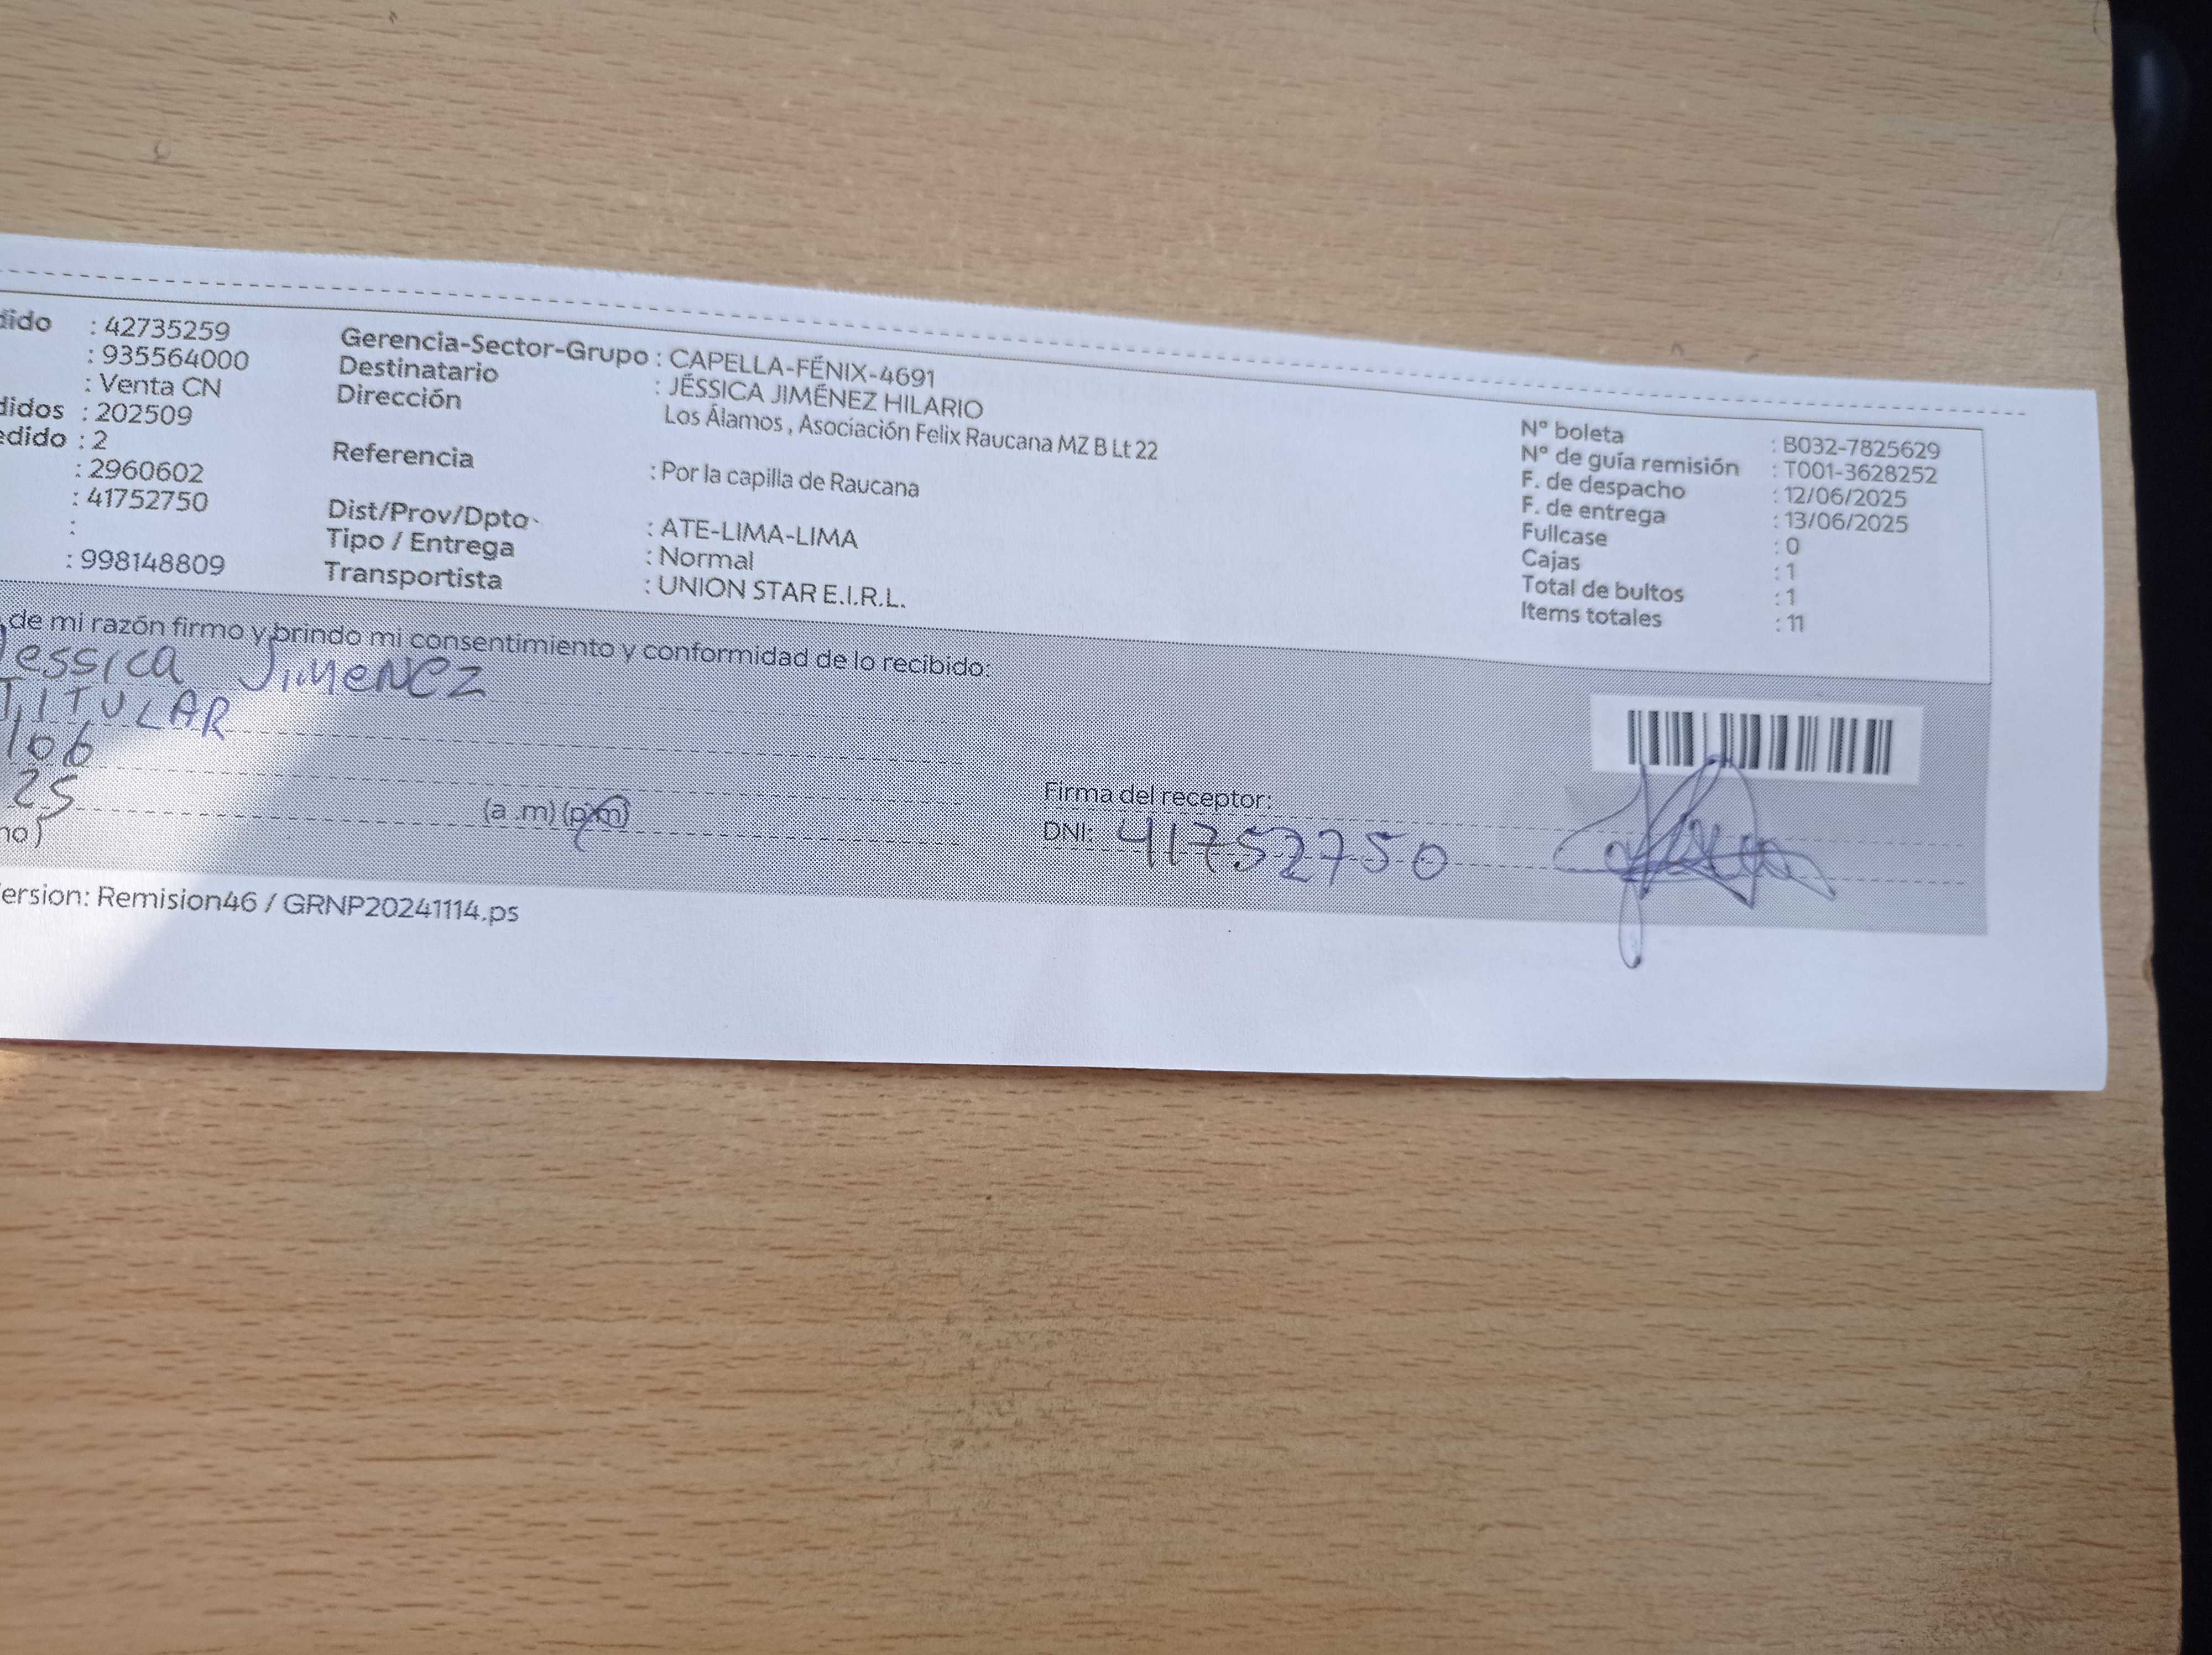 dido : 42735259
: 935564000
: Venta CN
didos : 202509
edido : 2
: 2960602
: 41752750
:
: 998148809
Gerencia-Sector-Grupo : CAPELLA-FÉNIX-4691
Destinatario : JÉSSICA JIMÉNEZ HILARIO
Dirección Los Álamos , Asociación Felix Raucana MZ B Lt 22
Referencia : Por la capilla de Raucana
Dist/Prov/Dpto : ATE-LIMA-LIMA
Tipo / Entrega : Normal
Transportista : UNION STAR E.I.R.L.
N° boleta : B032-7825629
N° de guía remisión : T001-3628252
F. de despacho : 12/06/2025
F. de entrega : 13/06/2025
Fullcase : 0
Cajas : 1
Total de bultos : 1
Items totales : 11
de mi razón firmo y brindo mi consentimiento y conformidad de lo recibido:
Jessica JimeNez
TITULAR
106
25
no) (a .m) (p.m)
Firma del receptor:
DNI: 41752750
ersion: Remision46 / GRNP20241114.ps